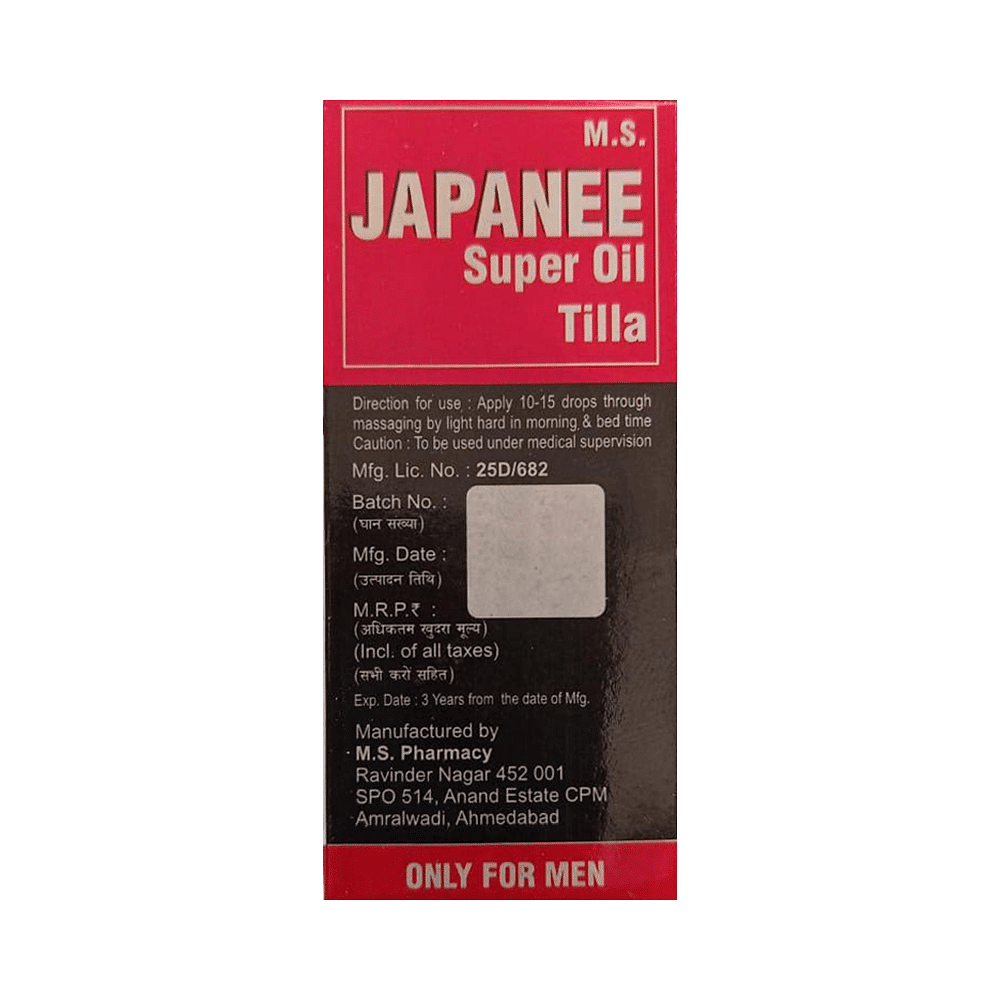 M.S.
JAPANEE
Super Oil
Tilla
Direction for use : Apply 10-15 drops through
massaging by light hard in morning & bed time
Caution : To be used under medical supervision
Mfg. Lic. No. : 25D/682
Batch No. :
(घान संख्या)
Mfg. Date :
(उत्पादन तिथि)
M.R.P.₹ :
(अधिकतम खुदरा मूल्य)
(Incl. of all taxes)
(सभी करों सहित)
Exp. Date : 3 Years from the date of Mfg.
Manufactured by
M.S. Pharmacy
Ravinder Nagar 452 001
SPO 514, Anand Estate CPM
Amralwadi, Ahmedabad
ONLY FOR MEN